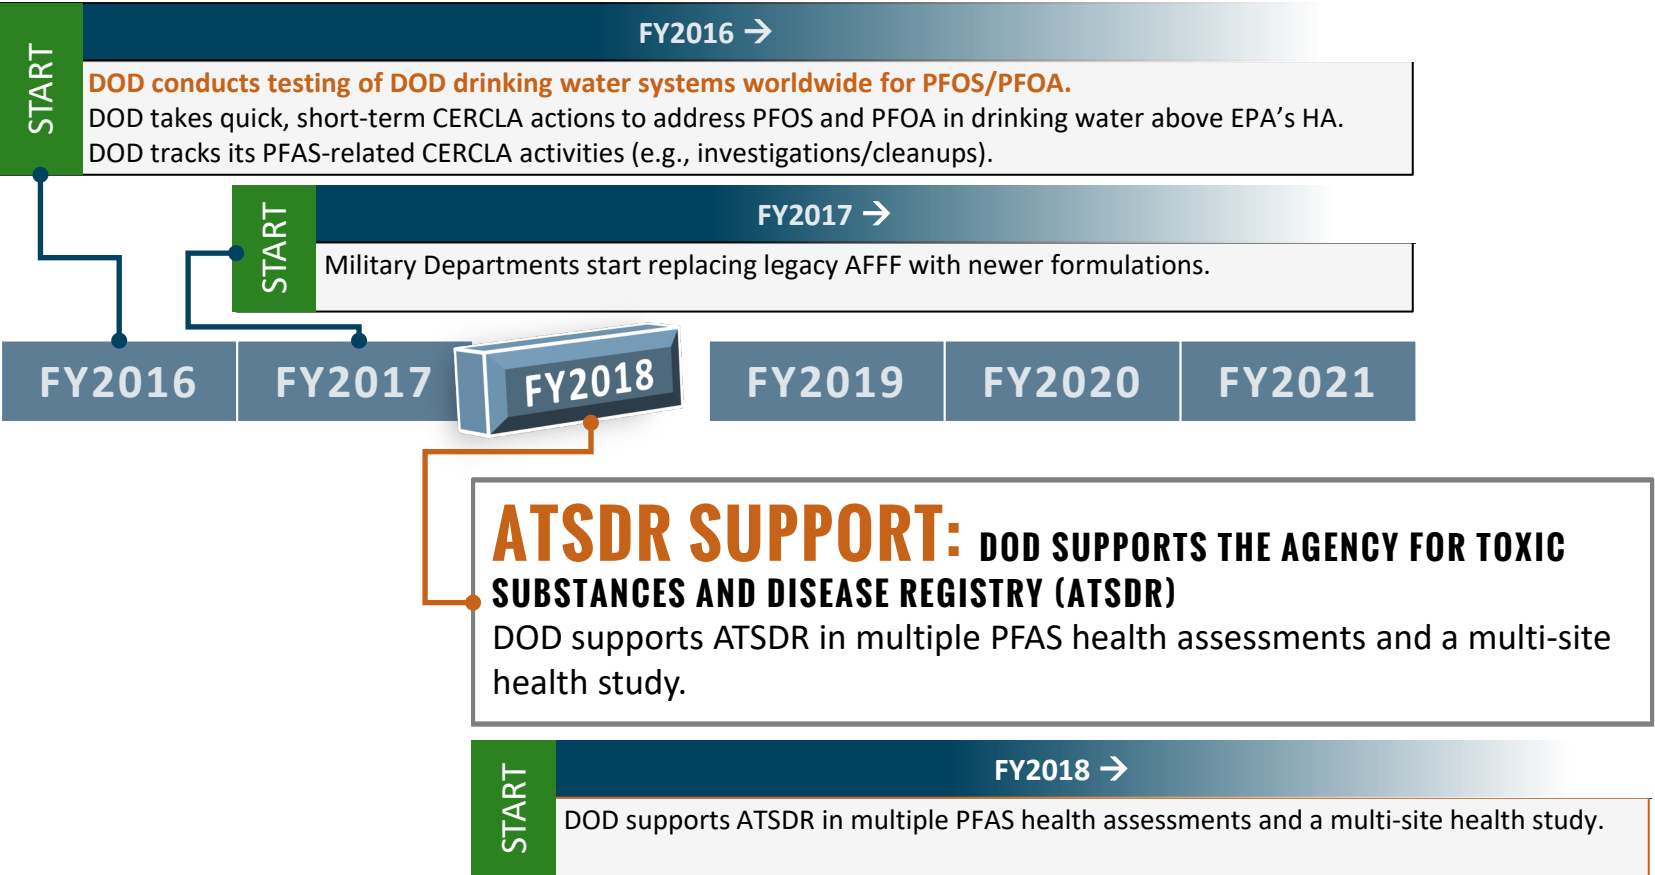 START
FY2016 →
DOD conducts testing of DOD drinking water systems worldwide for PFOS/PFOA.
DOD takes quick, short-term CERCLA actions to address PFOS and PFOA in drinking water above EPA’s HA.
DOD tracks its PFAS-related CERCLA activities (e.g., investigations/cleanups).
START
FY2017 →
Military Departments start replacing legacy AFFF with newer formulations.
FY2016 FY2017 FY2018 FY2019 FY2020 FY2021
ATSDR SUPPORT: DOD SUPPORTS THE AGENCY FOR TOXIC
SUBSTANCES AND DISEASE REGISTRY (ATSDR)
DOD supports ATSDR in multiple PFAS health assessments and a multi-site
health study.
START
FY2018 →
DOD supports ATSDR in multiple PFAS health assessments and a multi-site health study.